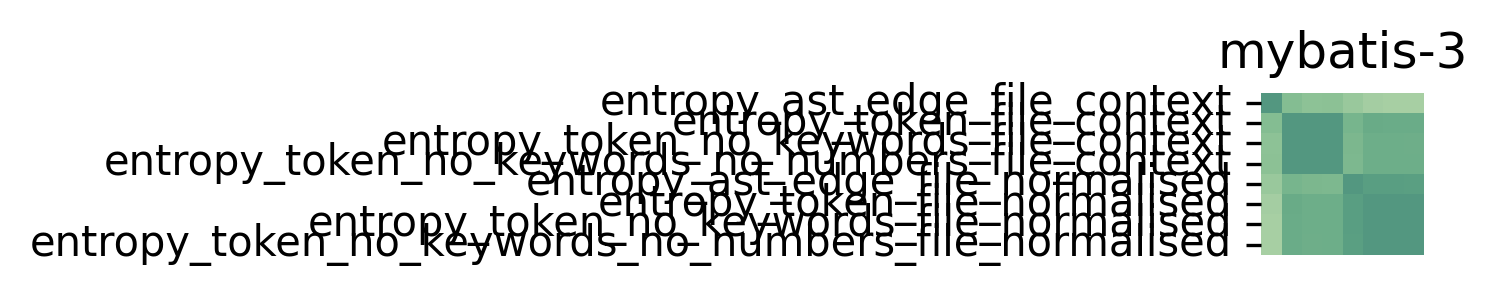 mybatis-3
entropy_ast_edge_file_context
entropy_token_file_context
entropy_token_no_keywords_file_context
entropy_token_no_keywords_no_numbers_file_context
entropy_ast_edge_file_normalised
entropy_token_file_normalised
entropy_token_no_keywords_file_normalised
entropy_token_no_keywords_no_numbers_file_normalised